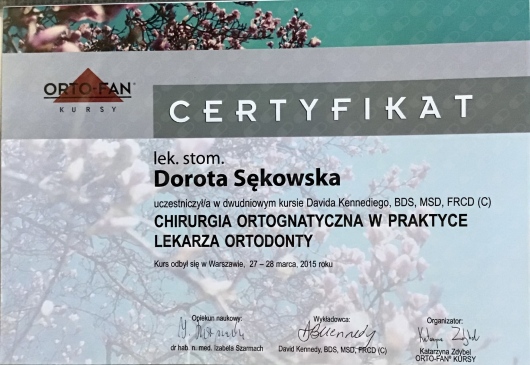 ORTO-FAN®
KURSY
CERTYFIKAT
lek. stom.
Dorota Sękowska
uczestniczył/a w dwudniowym kursie Davida Kennediego, BDS, MSD, FRCD (C)
CHIRURGIA ORTOGNATYCZNA W PRAKTYCE
LEKARZA ORTODONTY
Kurs odbył się w Warszawie, 27 – 28 marca, 2015 roku
Opiekun naukowy:
dr hab. n. med. Izabela Szarmach
Wykładowca:
David Kennedy, BDS, MSD, FRCD (C)
Organizator:
Katarzyna Zdybel
ORTO-FAN® KURSY